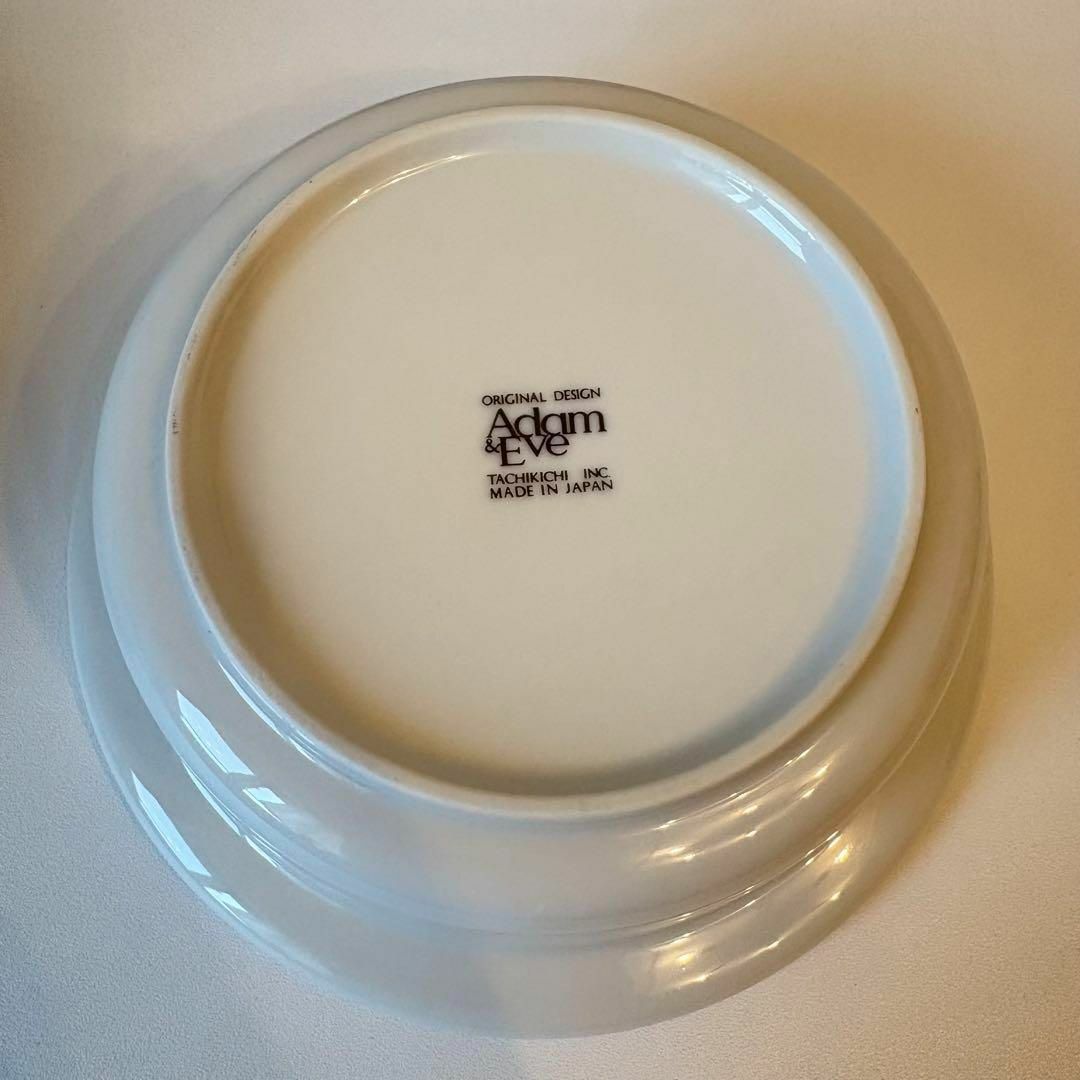 ORIGINAL DESIGN
Adam
&Eve
TACHIKICHI INC.
MADE IN JAPAN